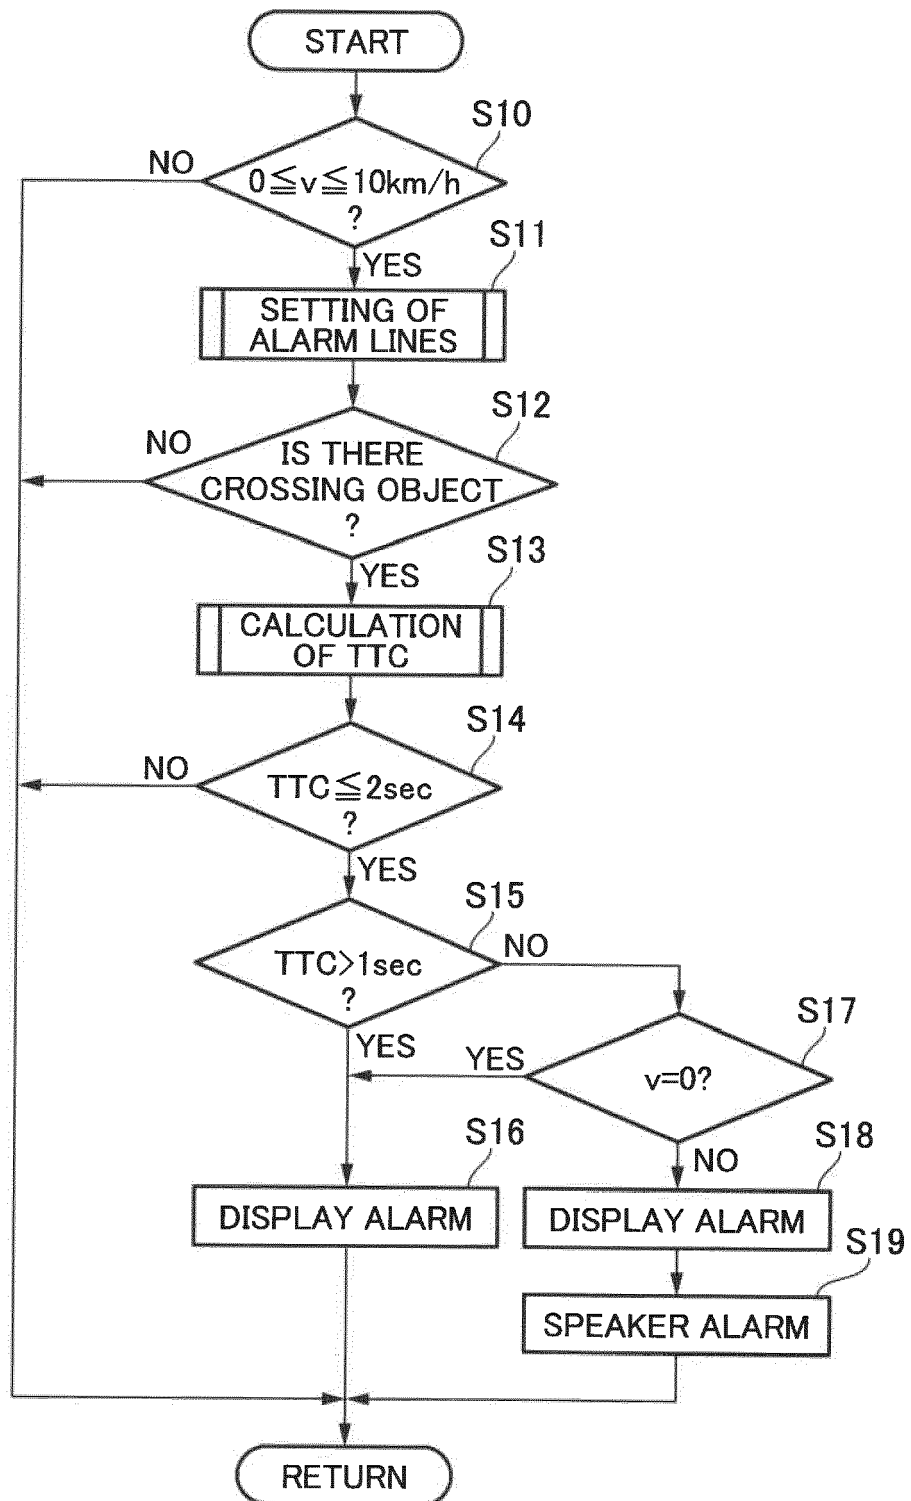 START
S10
NO
0≦v≦10km/h
?
YES
S11
SETTING OF
ALARM LINES
S12
NO
IS THERE
CROSSING OBJECT
?
YES
S13
CALCULATION
OF TTC
S14
NO
TTC≦2sec
?
YES
S15
NO
TTC>1sec
?
YES
S17
YES
v=0?
NO
S16
DISPLAY ALARM
S18
DISPLAY ALARM
S19
SPEAKER ALARM
RETURN